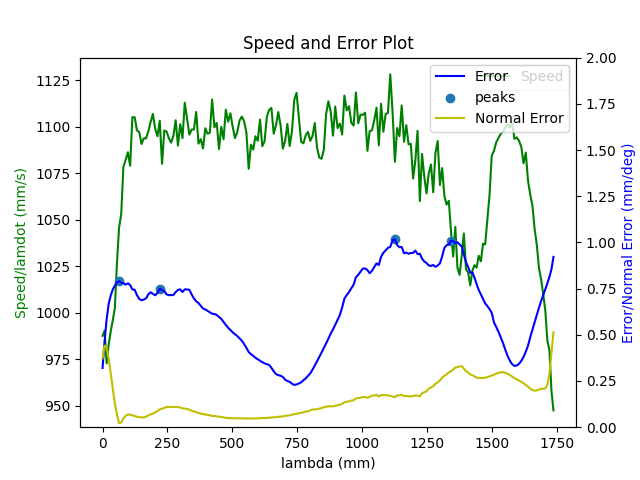 Speed and Error Plot
Speed/lamdot (mm/s)
1125
1100
1075
1050
1025
1000
975
950
Error
Speed
peaks
Normal Error
2.00
1.75
1.50
1.25
1.00
0.75
0.50
0.25
0.00
Error/Normal Error (mm/deg)
0 250 500 750 1000 1250 1500 1750
lambda (mm)